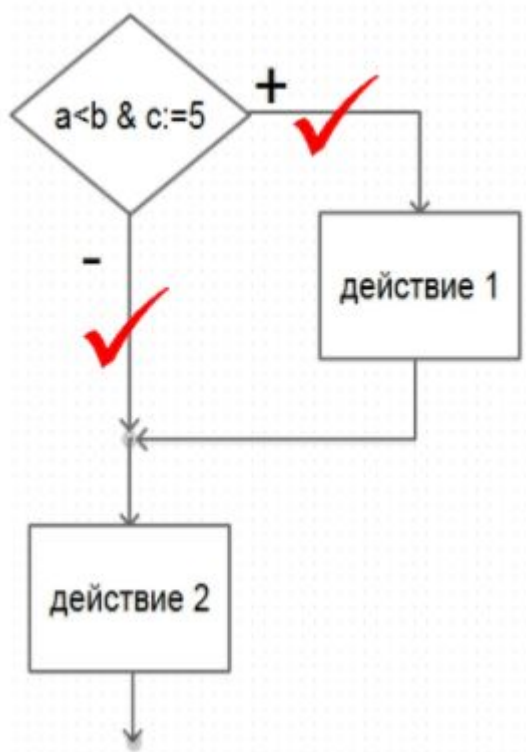 a<b & c:=5
+
-
действие 1
действие 2